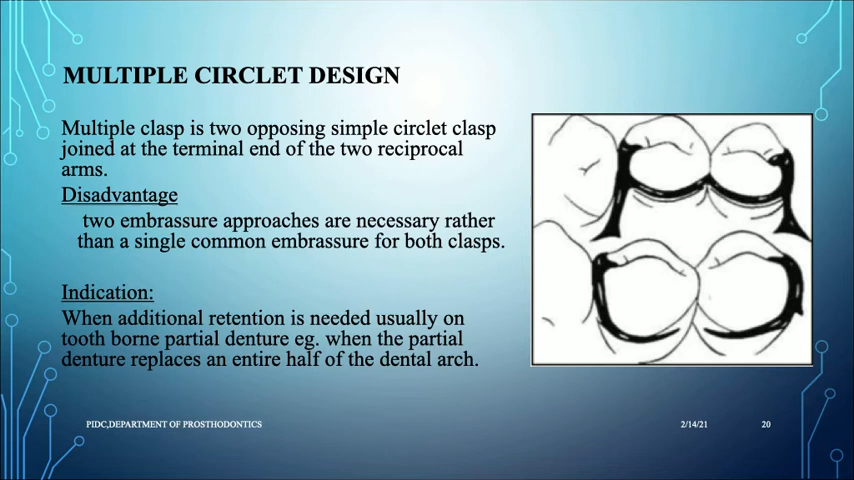 MULTIPLE CIRCLET DESIGN
Multiple clasp is two opposing simple circlet clasp
joined at the terminal end of the two reciprocal
arms.
Disadvantage
two embrassure approaches are necessary rather
than a single common embrassure for both clasps.
Indication:
When additional retention is needed usually on
tooth borne partial denture eg. when the partial
denture replaces an entire half of the dental arch.
PIDC,DEPARTMENT OF PROSTHODONTICS
2/14/21
20